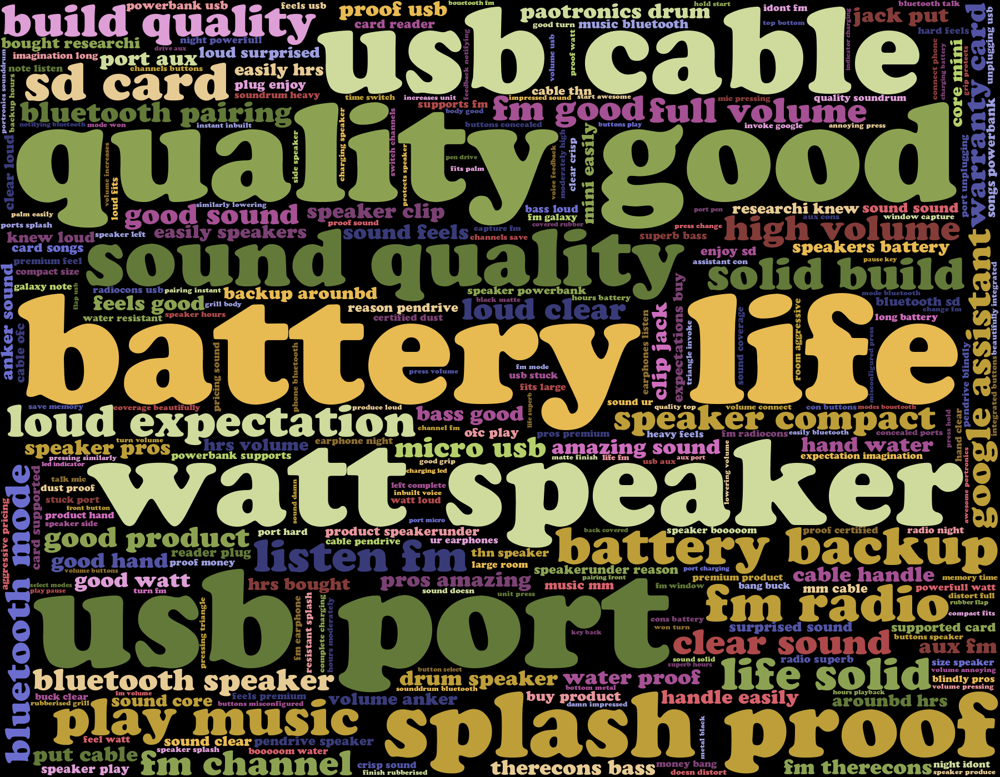 build quality
powerbank usb
feels usb
proof usb
bouetooth fm
paotronics drum
hold start
idont fm
bluetooth talk
jack put
card reader
good turn
music bluetooth
top bottom
hard feels
usb cable
bought researchi
night powerfull
drive aux
imagination long
port aux
loud surprised
note listen
channels buttons
sd card
easily hrs
plug enjoy
soundrum heavy
time switch
increases unit
feedback notifying
volume usb
proof watt
cable thn
impressed sound
start awesome
indicator charging
connect phone
charging battery
grip protects
core mini
warranty card
unplugging usb
songs powerbank
portronics sounddrum
backup hours
bluetooth pairing
notifying bluetooth
mode won
instant inbuilt
supports fm
body good
fm good
full volume
mic pressing
quality soundrum
buttons concealed
buttons play
invoke google
annoying press
quality good
clear loud
volume increases
loud fits
side speaker
charging speaker
switch channels
protects speaker
pen drive
fits palm
voice feedback
moderately high
clear crisp
mini easily
port unplugging
palm easily
ports splash
similarly lowering
good sound
speaker clip
proof sound
bass loud
fm galaxy
covered rubber
port pen
researchi knew
sound sound
aux cons
window capture
knew loud
speaker left
easily speakers
sound feels
capture fm
channels save
press change
superb bass
high volume
card songs
premium feel
compact size
sound quality
enjoy sd
speakers battery
assistant con
pause key
solid build
galaxy note
flap usb
radiocons usb
pairing instant
backup arounbd
speaker powerbank
black matte
hours battery
mode bluetooth
bluetooth sd
change fm
feels good
grill body
water resistant
speaker hours
reason pendrive
certified dust
loud clear
long battery
anker sound
cable ofc
battery life
pricing sound
phone bluetooth
press volume
fm mode
usb stuck
fits large
life superb
earphones listen
clip jack
expectations buy
triangle invoke
sound coverage
room aggressive
misconfigured press
google assistant
pendrive blindly
beautifully integrated
integrated buttons
save memory
coverage beautifully
produce loud
loud expectation
bass good
channel fm
ofc play
pros premium
sound ur
quality top
volume connect
con buttons
modes bouetooth
speaker compact
heavy feels
fm radiocons
easily bluetooth
concealed ports
press hold
hand clear
speaker pros
turn volume
hrs volume
earphone night
pressing similarly
powerbank supports
micro usb
amazing sound
matte finish
life fm
usb aux
aux port
hand water
expectation imagination
led indicator
good grip
charging led
watt speaker
talk mic
dust proof
stuck port
front button
product hand
speaker side
card supported
bluetooth mode
aggressive pricing
sound damn
left complete
inbuilt voice
watt loud
port micro
lowering volume
awesome portronics
good product
port hard
product speakerunder
cable pendrive
ur earphones
back covered
speaker booooom
proof certified
radio night
battery backup
good hand
reader plug
proof money
volume buttons
listen fm
thn speaker
large room
speakerunder reason
port charging
pairing front
premium product
cable handle
memory time
select modes
play pause
good watt
turn fm
hrs bought
pros amazing
sound doesn
unit press
music mm
fm window
bang buck
mm cable
powerfull watt
distort full
rubber flap
compact fits
fm radio
usb port
pressing triangle
fm earphone
resistant splash
complete charging
hours moderately
key back
cons battery
won turn
surprised sound
supported card
buttons speaker
clear sound
aux fm
sound solid
superb hours
radio superb
life solid
size speaker
volume annoying
blindly pros
volume pressing
bluetooth speaker
button select
drum speaker
sounddrum bluetooth
water proof
bottom metal
buck clear
rubberised grill
fm volume
sound core
feels premium
buttons misconfigured
volume anker
buy product
damn impressed
handle easily
hours playback
arounbd hrs
play music
splash proof
metal black
feel watt
sound clear
pendrive speaker
speaker splash
booooom water
put cable
speaker play
fm channel
crisp sound
finish rubberised
therecons bass
money bang
doesn distort
fm therecons
night idont
speaker produce